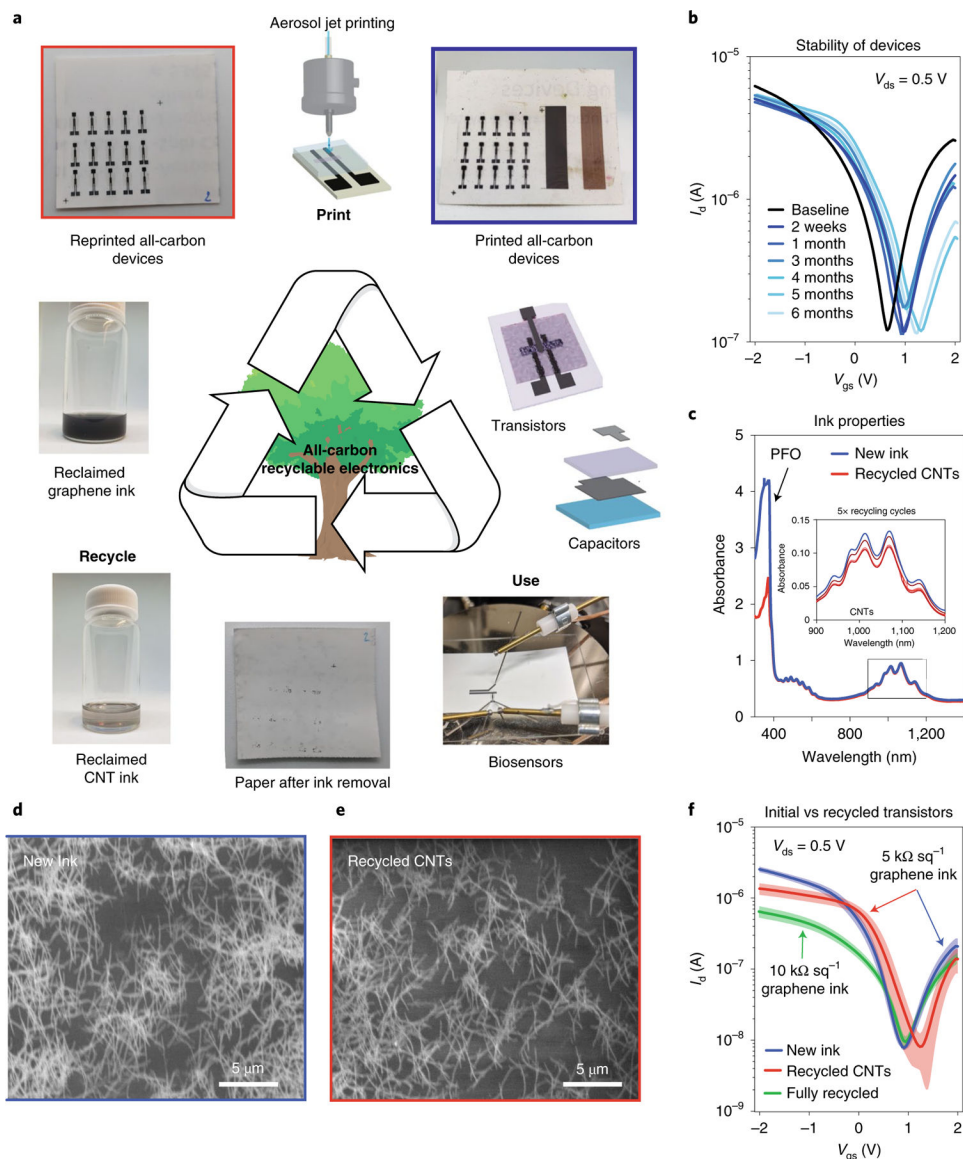 a
Aerosol jet printing
Print
Reprinted all-carbon
devices
Printed all-carbon
devices
2
Reclaimed
graphene ink
All-carbon
recyclable electronics
Transistors
Capacitors
Recycle
Use
Reclaimed
CNT ink
2
Paper after ink removal
Biosensors
b
Stability of devices
V_ds = 0.5 V
10⁻⁵
10⁻⁶
10⁻⁷
I_d (A)
Baseline
2 weeks
1 month
3 months
4 months
5 months
6 months
−2 −1 0 1 2
V_gs (V)
c
Ink properties
PFO
New ink
Recycled CNTs
5
4
3
2
1
0
Absorbance
5× recycling cycles
0.15
0.10
0.05
0
Absorbance
CNTs
900 1,000 1,100 1,200
Wavelength (nm)
400 800 1,200
Wavelength (nm)
d
New Ink
5 μm
e
Recycled CNTs
5 μm
f
Initial vs recycled transistors
V_ds = 0.5 V
5 kΩ sq⁻¹
graphene ink
10 kΩ sq⁻¹
graphene ink
10⁻⁵
10⁻⁶
10⁻⁷
10⁻⁸
10⁻⁹
I_d (A)
New ink
Recycled CNTs
Fully recycled
−2 −1 0 1 2
V_gs (V)